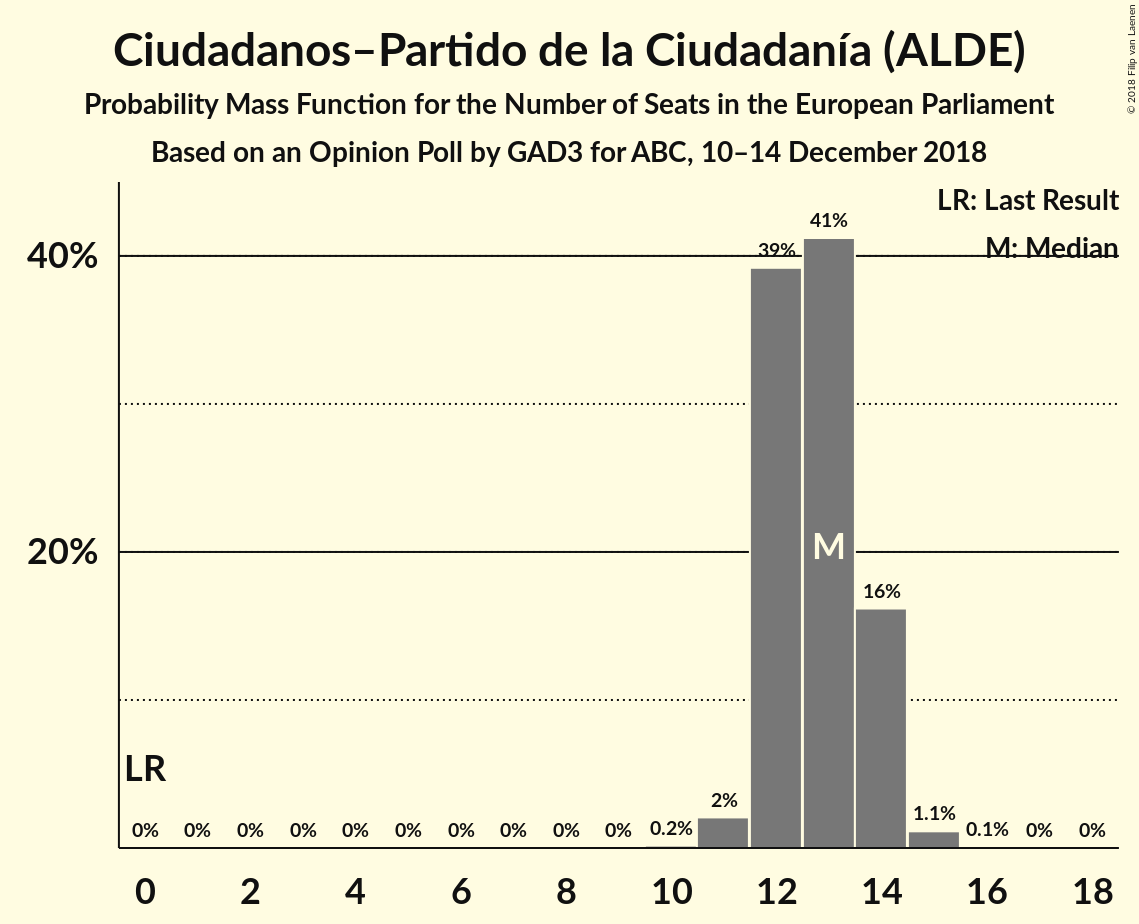 Ciudadanos–Partido de la Ciudadanía (ALDE)
Probability Mass Function for the Number of Seats in the European Parliament
Based on an Opinion Poll by GAD3 for ABC, 10–14 December 2018
© 2018 Filip van Laenen
LR: Last Result
M: Median
40%
20%
41%
39%
M
16%
LR
0% 0% 0% 0% 0% 0% 0% 0% 0% 0% 0.2% 2% 1.1% 0.1% 0% 0%
0 2 4 6 8 10 12 14 16 18